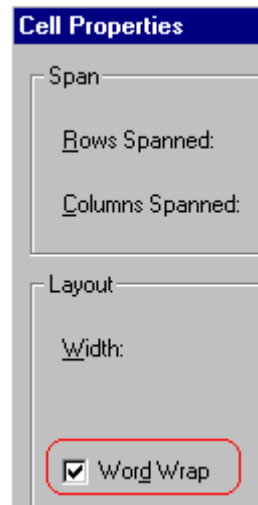 Cell Properties
Span
Rows Spanned:
Columns Spanned:
Layout
Width:
Word Wrap